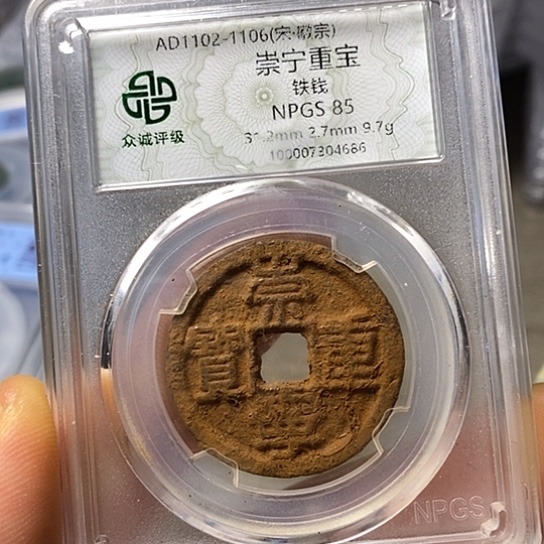 AD1102-1106(宋·徽宗)
崇宁重宝
铁钱
NPGS 85
2.7mm 9.7g
100007304686
众诚评级
崇
寶 重
NPGS